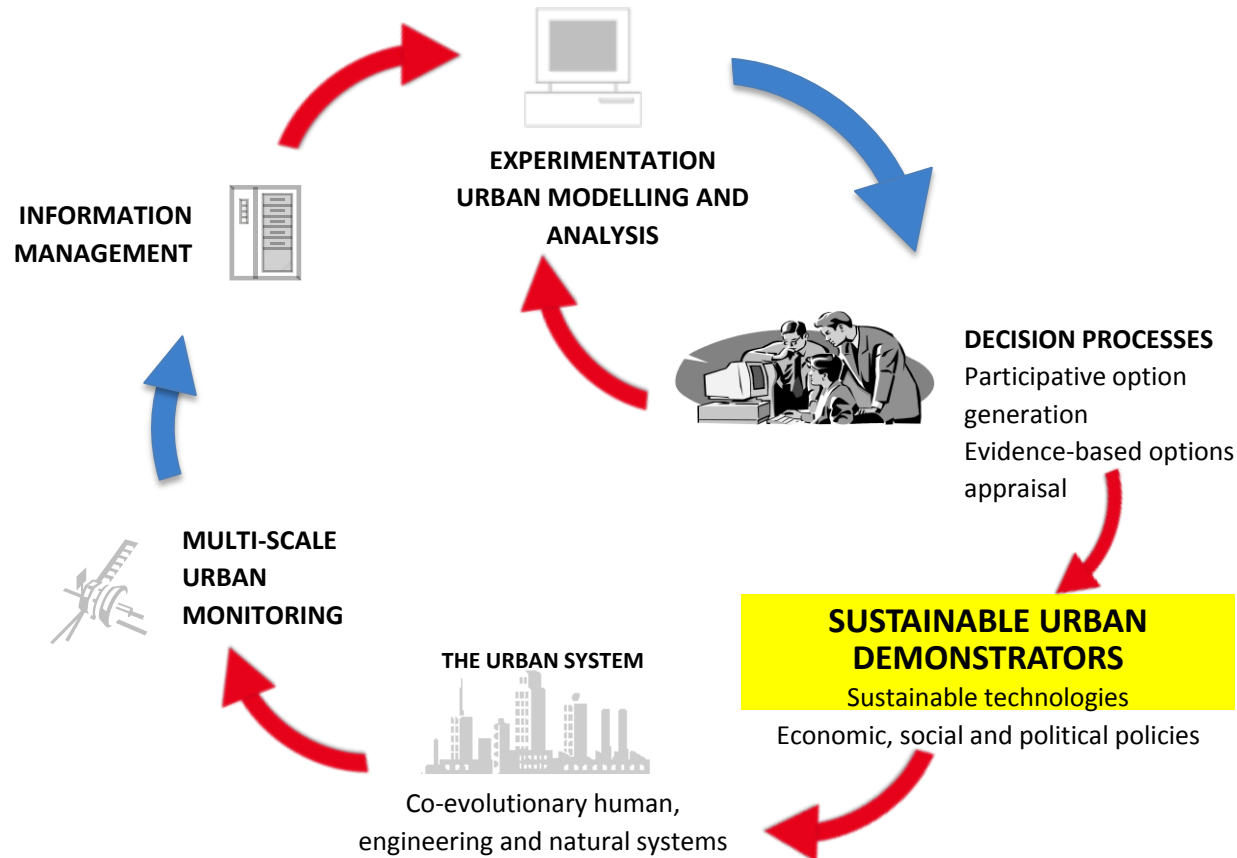 EXPERIMENTATION
URBAN MODELLING AND
ANALYSIS
INFORMATION
MANAGEMENT
DECISION PROCESSES
Participative option
generation
Evidence-based options
appraisal
MULTI-SCALE
URBAN
MONITORING
SUSTAINABLE URBAN
DEMONSTRATORS
Sustainable technologies
Economic, social and political policies
THE URBAN SYSTEM
Co-evolutionary human,
engineering and natural systems